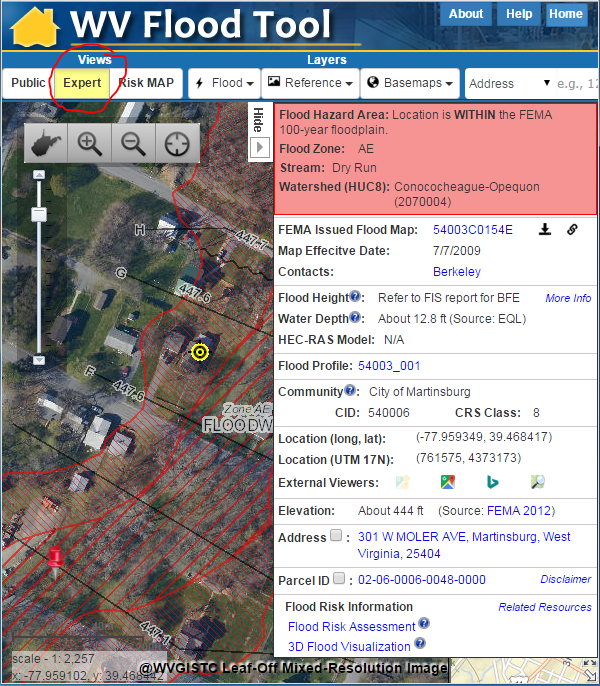 WV Flood Tool
About Help Home
Views Layers
Public Expert Risk MAP Flood Reference Basemaps Address e.g., 12
Hide
Flood Hazard Area: Location is WITHIN the FEMA
100-year floodplain.
Flood Zone: AE
Stream: Dry Run
Watershed (HUC8): Conococheague-Opequon
(2070004)
FEMA Issued Flood Map: 54003C0154E
Map Effecitve Date: 7/7/2009
Contacts: Berkeley
Flood Height?: Refer to FIS report for BFE More Info
Water Depth?: About 12.8 ft (Source: EQL)
HEC-RAS Model: N/A
Flood Profile: 54003_001
Community?: City of Martinsburg
CID: 540006 CRS Class: 8
Location (long, lat): (-77.959349, 39.468417)
Location (UTM 17N): (761575, 4373173)
External Viewers:
Elevation: About 444 ft (Source: FEMA 2012)
Address : 301 W MOLER AVE, Martinsburg, West
Virginia, 25404
Parcel ID : 02-06-0006-0048-0000 Disclaimer
Flood Risk Information Related Resources
Flood Risk Assessment ?
3D Flood Visualization ?
H
447.7
G
447.6
F
447.6
Zone AE
FLOODW
447.1
scale - 1: 2,257
x: -77.959102, y: 39.468442
@WVGISTC Leaf-Off Mixed-Resolution Image